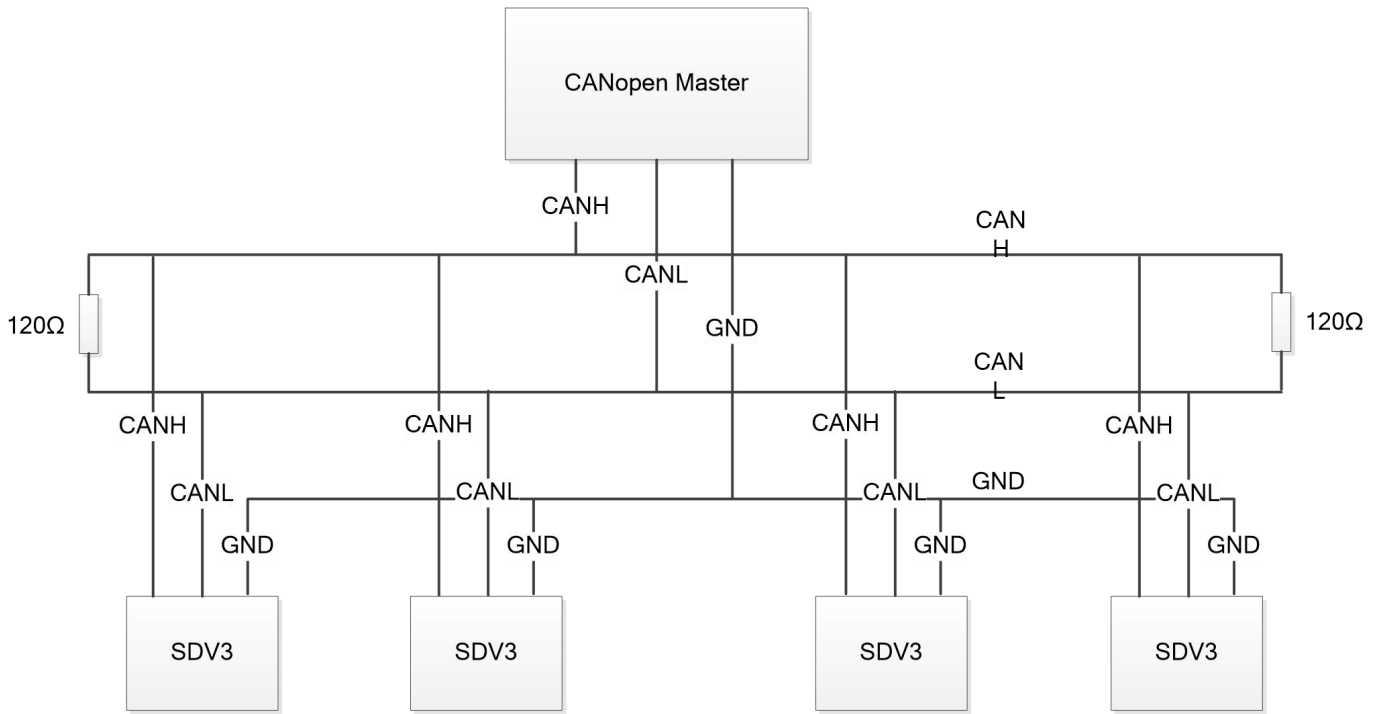 CANopen Master
CANH
CAN
H
CANL
120Ω
GND
120Ω
CAN
L
CANH
CANH
CANH
CANH
CANL
CANL
CANL
GND
CANL
GND
GND
GND
GND
SDV3
SDV3
SDV3
SDV3